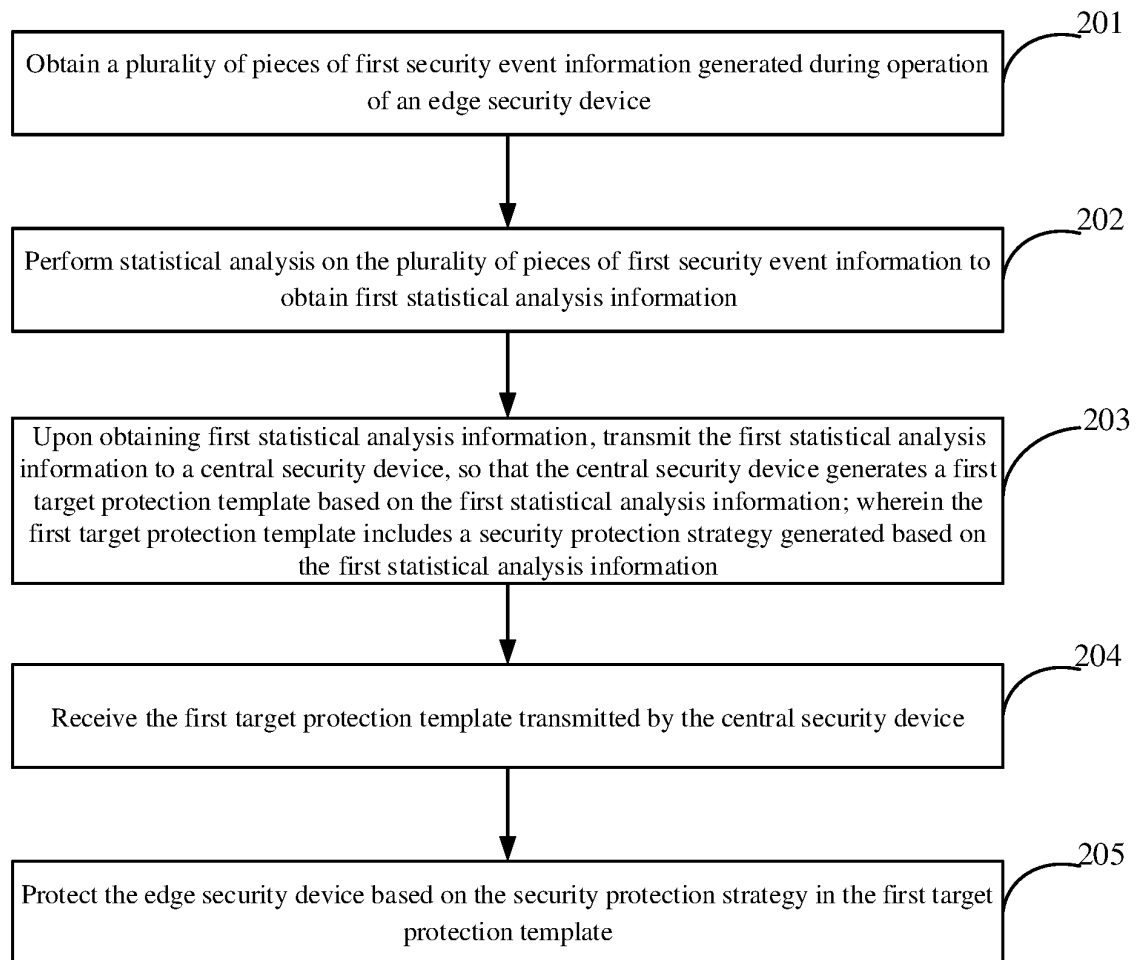 201
Obtain a plurality of pieces of first security event information generated during operation
of an edge security device
202
Perform statistical analysis on the plurality of pieces of first security event information to
obtain first statistical analysis information
203
Upon obtaining first statistical analysis information, transmit the first statistical analysis
information to a central security device, so that the central security device generates a first
target protection template based on the first statistical analysis information; wherein the
first target protection template includes a security protection strategy generated based on
the first statistical analysis information
204
Receive the first target protection template transmitted by the central security device
205
Protect the edge security device based on the security protection strategy in the first target
protection template